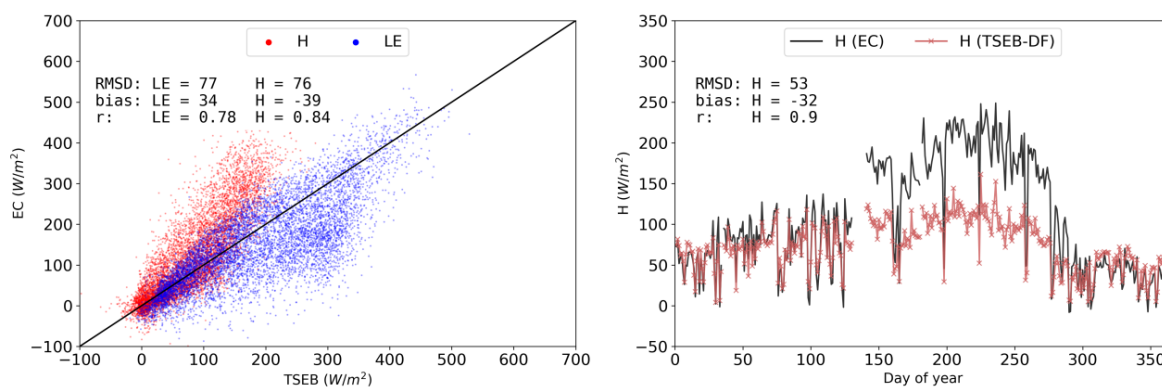 700
600
500
400
300
200
100
0
−100
EC (W/m²)
H LE
RMSD: LE = 77 H = 76
bias: LE = 34 H = -39
r: LE = 0.78 H = 0.84
−100 0 100 200 300 400 500 600 700
TSEB (W/m²)
350
300
250
200
150
100
50
0
−50
H (W/m²)
H (EC) H (TSEB-DF)
RMSD: H = 53
bias: H = -32
r: H = 0.9
0 50 100 150 200 250 300 350
Day of year